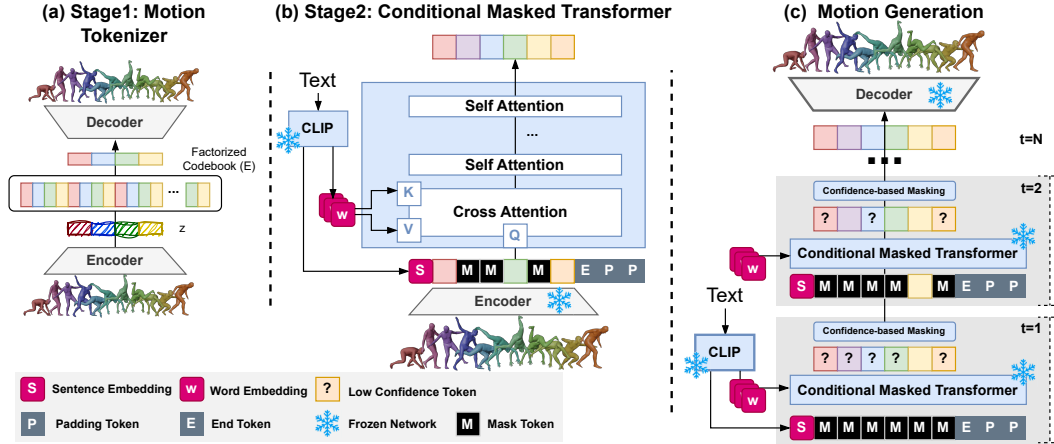 (a) Stage1: Motion
Tokenizer
Decoder
Factorized
Codebook (E)
...
z
Encoder
(b) Stage2: Conditional Masked Transformer
Text
CLIP
Self Attention
...
Self Attention
K
W
Cross Attention
V
Q
S M M M E P P
Encoder
(c) Motion Generation
Decoder
t=N
...
Confidence-based Masking
t=2
? ? ?
Conditional Masked Transformer
w
S M M M M M E P P
Text
Confidence-based Masking
t=1
? ? ? ? ?
CLIP
Conditional Masked Transformer
w
S M M M M M M E P P
S Sentence Embedding
w Word Embedding
? Low Confidence Token
P Padding Token
E End Token
Frozen Network
M Mask Token